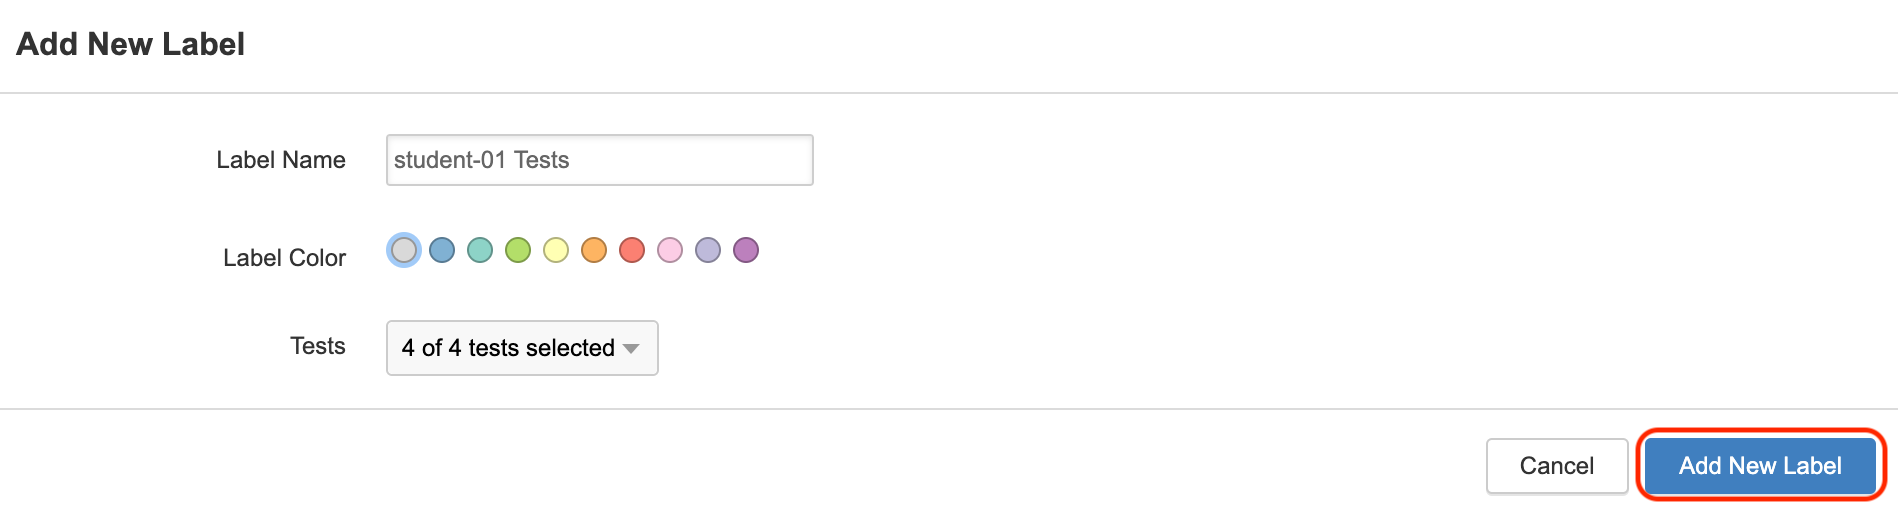 Add New Label
Label Name
student-01 Tests
Label Color
Tests
4 of 4 tests selected
Cancel
Add New Label